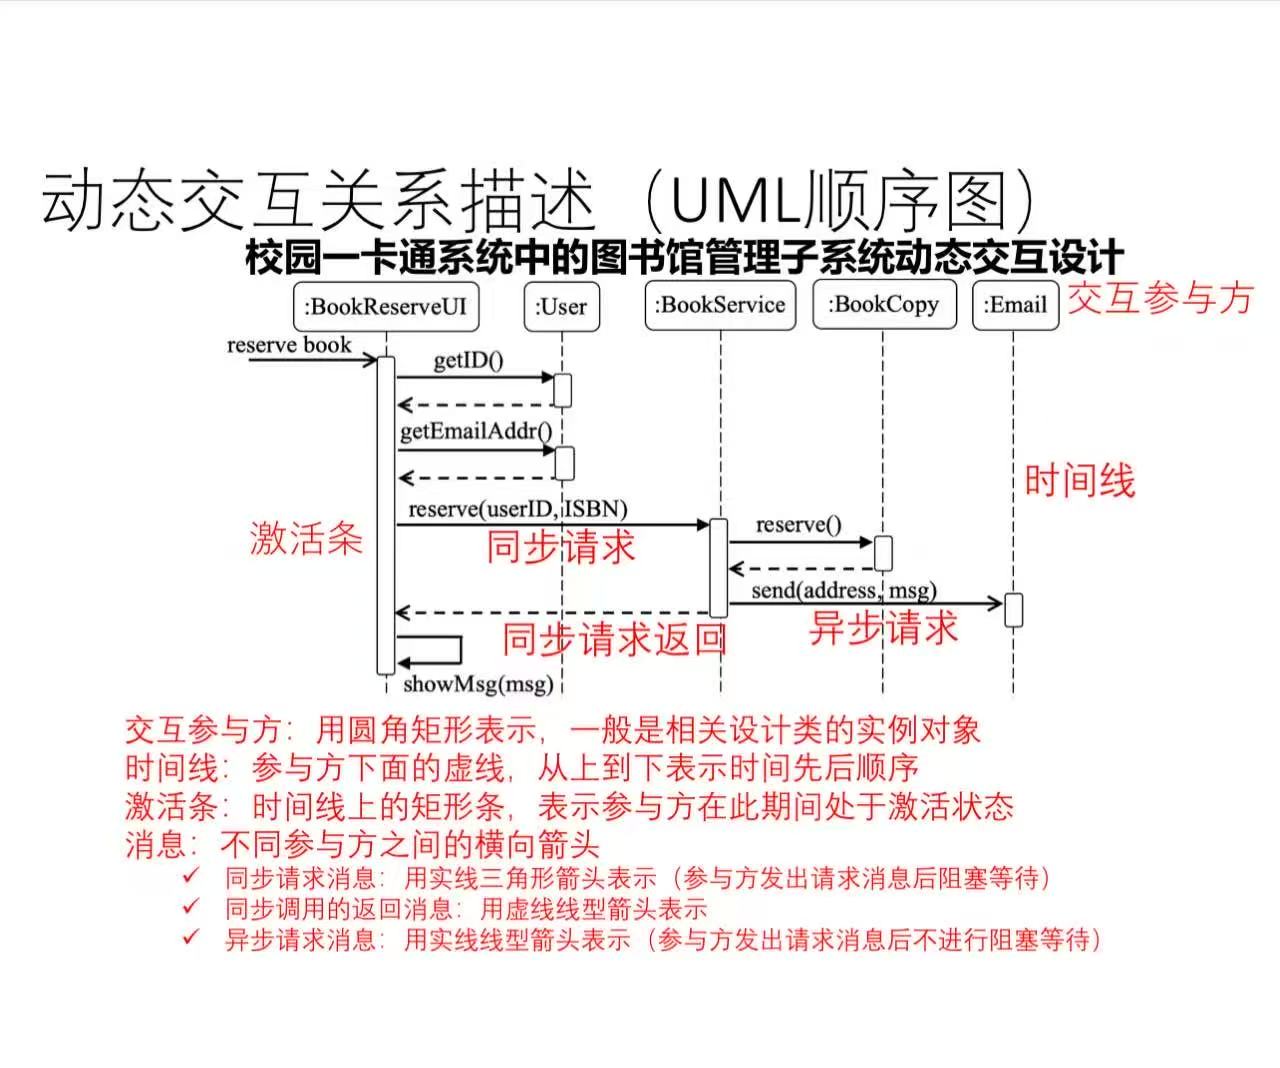 动态交互关系描述（UML顺序图）
校园一卡通系统中的图书馆管理子系统动态交互设计
:BookReserveUI
:User
:BookService
:BookCopy
:Email
交互参与方
reserve book
getID()
getEmailAddr()
时间线
reserve(userID, ISBN)
激活条
同步请求
reserve()
send(address, msg)
异步请求
同步请求返回
showMsg(msg)
交互参与方：用圆角矩形表示，一般是相关设计类的实例对象
时间线：参与方下面的虚线，从上到下表示时间先后顺序
激活条：时间线上的矩形条，表示参与方在此期间处于激活状态
消息：不同参与方之间的横向箭头
✓ 同步请求消息：用实线三角形箭头表示（参与方发出请求消息后阻塞等待）
✓ 同步调用的返回消息：用虚线线型箭头表示
✓ 异步请求消息：用实线线型箭头表示（参与方发出请求消息后不进行阻塞等待）